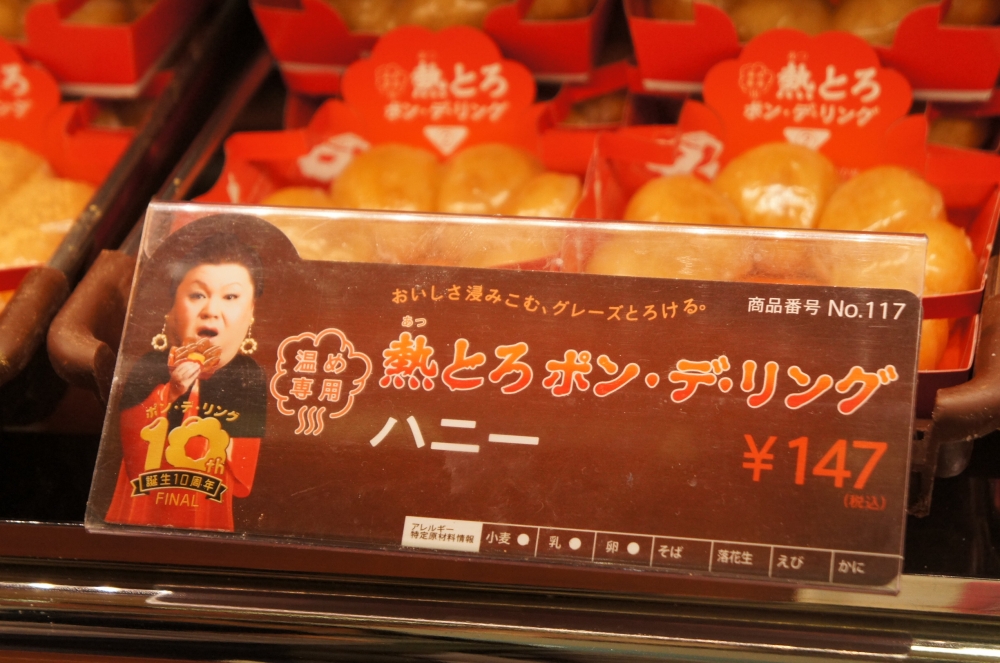 熱とろ
ポン・デ・リング
熱とろ
ポン・デ・リング
おいしさ浸みこむ、グレーズとろける。
商品番号 No.117
温め
専用
あつ
熱とろ ポン・デ・リング
ハニー
¥147
(税込)
ポン・デ・リング
10th
誕生10周年
FINAL
アレルギー
特定原材料情報
小麦 ● 乳 ● 卵 ● そば 落花生 えび かに